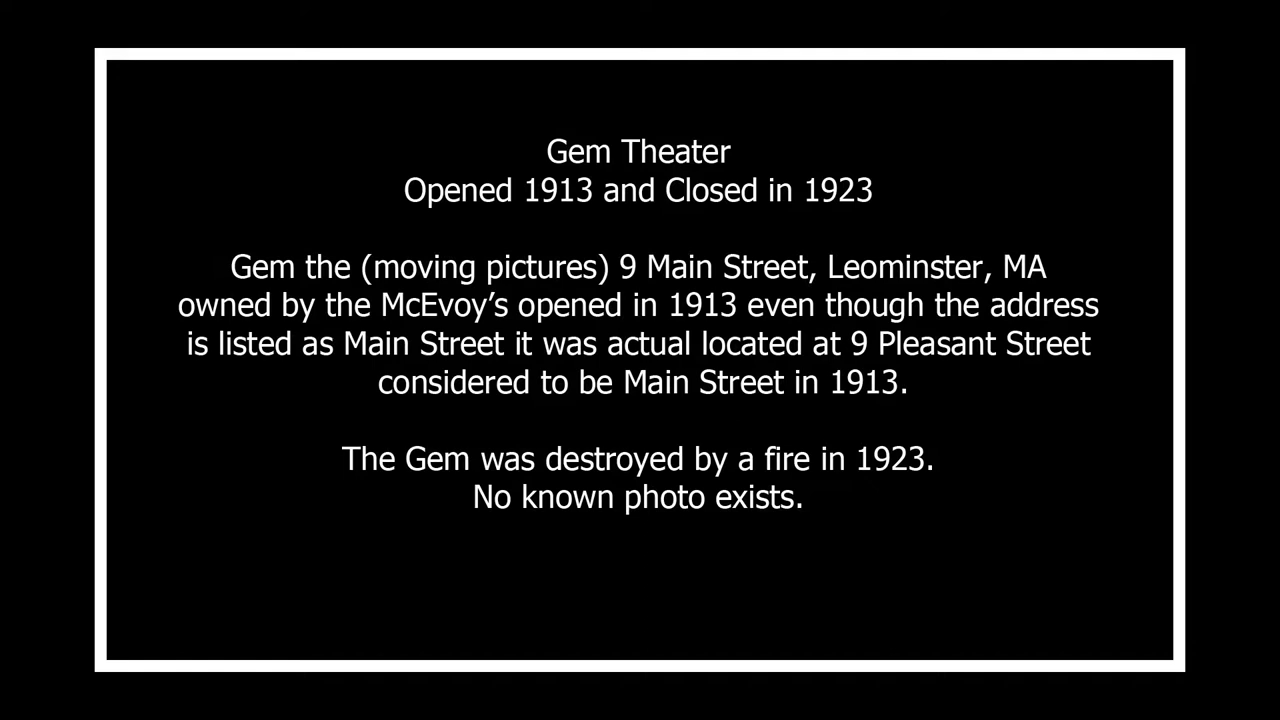 Gem Theater
Opened 1913 and Closed in 1923
Gem the (moving pictures) 9 Main Street, Leominster, MA
owned by the McEvoy’s opened in 1913 even though the address
is listed as Main Street it was actual located at 9 Pleasant Street
considered to be Main Street in 1913.
The Gem was destroyed by a fire in 1923.
No known photo exists.